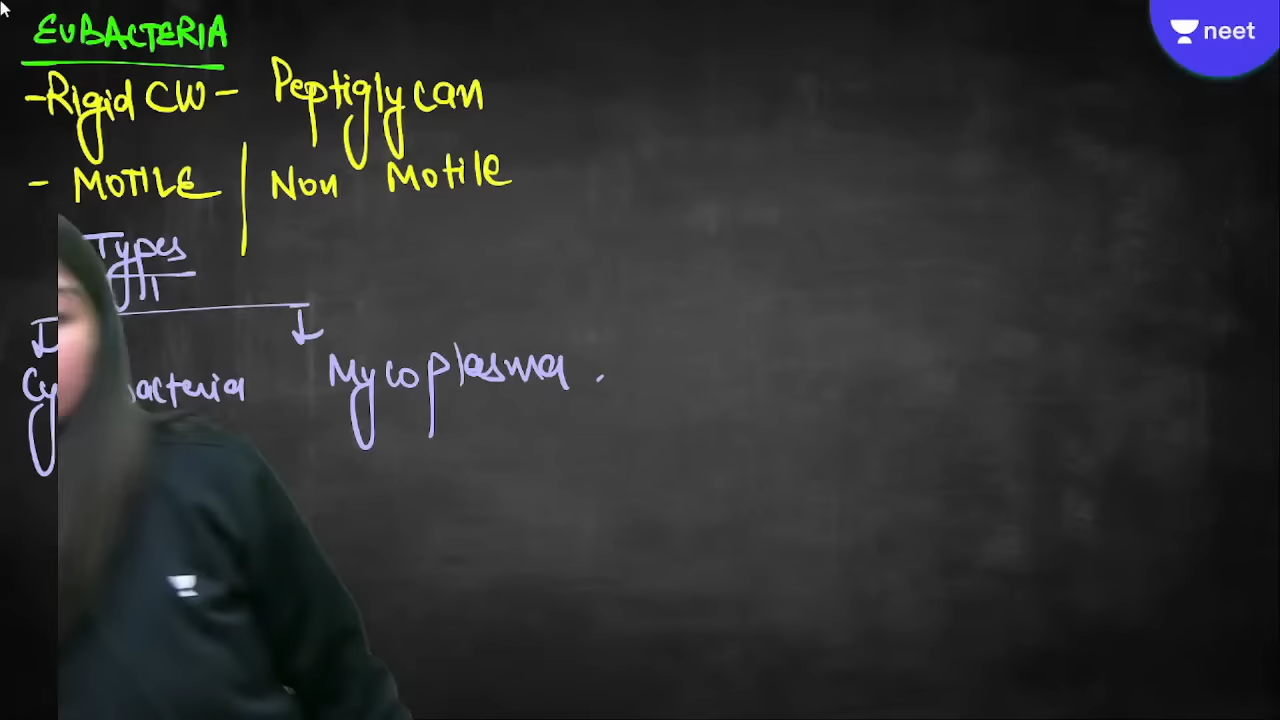 neet
EUBACTERIA
- Rigid CW - Peptiglycan
- MOTILE | Non Motile
Types
Mycoplasma .